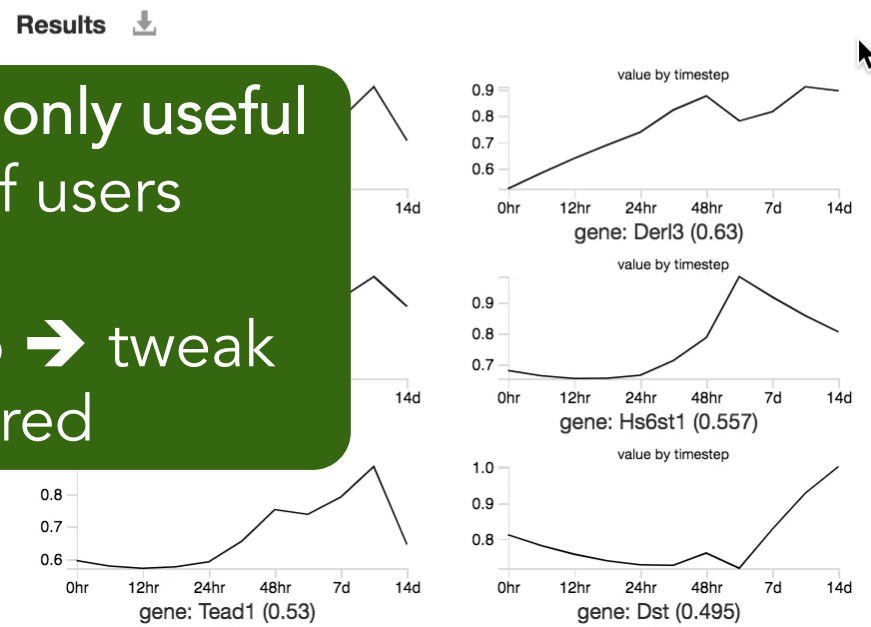 Results
only useful
f users
➔ tweak
red
14d
value by timestep
0.9
0.8
0.7
0.6
0hr 12hr 24hr 48hr 7d 14d
gene: Derl3 (0.63)
14d
value by timestep
0.9
0.8
0.7
0hr 12hr 24hr 48hr 7d 14d
gene: Hs6st1 (0.557)
0.8
0.7
0.6
0hr 12hr 24hr 48hr 7d 14d
gene: Tead1 (0.53)
value by timestep
1.0
0.9
0.8
0hr 12hr 24hr 48hr 7d 14d
gene: Dst (0.495)